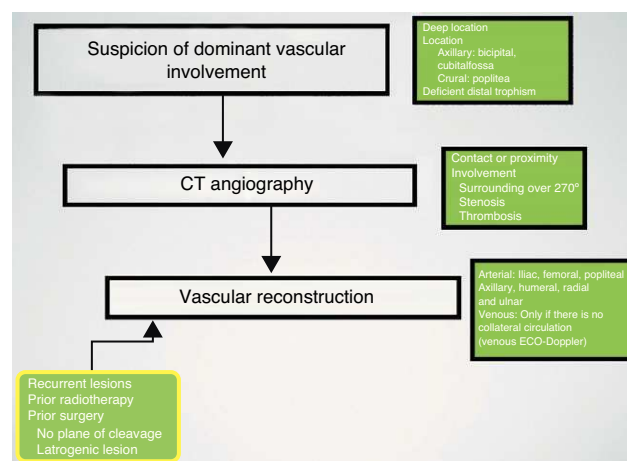 Suspicion of dominant vascular
involvement
Deep location
Location
Axillary: bicipital,
cubitalfossa
Crural: poplitea
Deficient distal trophism
CT angiography
Contact or proximity
Involvement
Surrounding over 270°
Stenosis
Thrombosis
Vascular reconstruction
Arterial: Iliac, femoral, popliteal
Axillary, humeral, radial
and ulnar
Venous: Only if there is no
collateral circulation
(venous ECO-Doppler)
Recurrent lesions
Prior radiotherapy
Prior surgery
No plane of cleavage
Latrogenic lesion